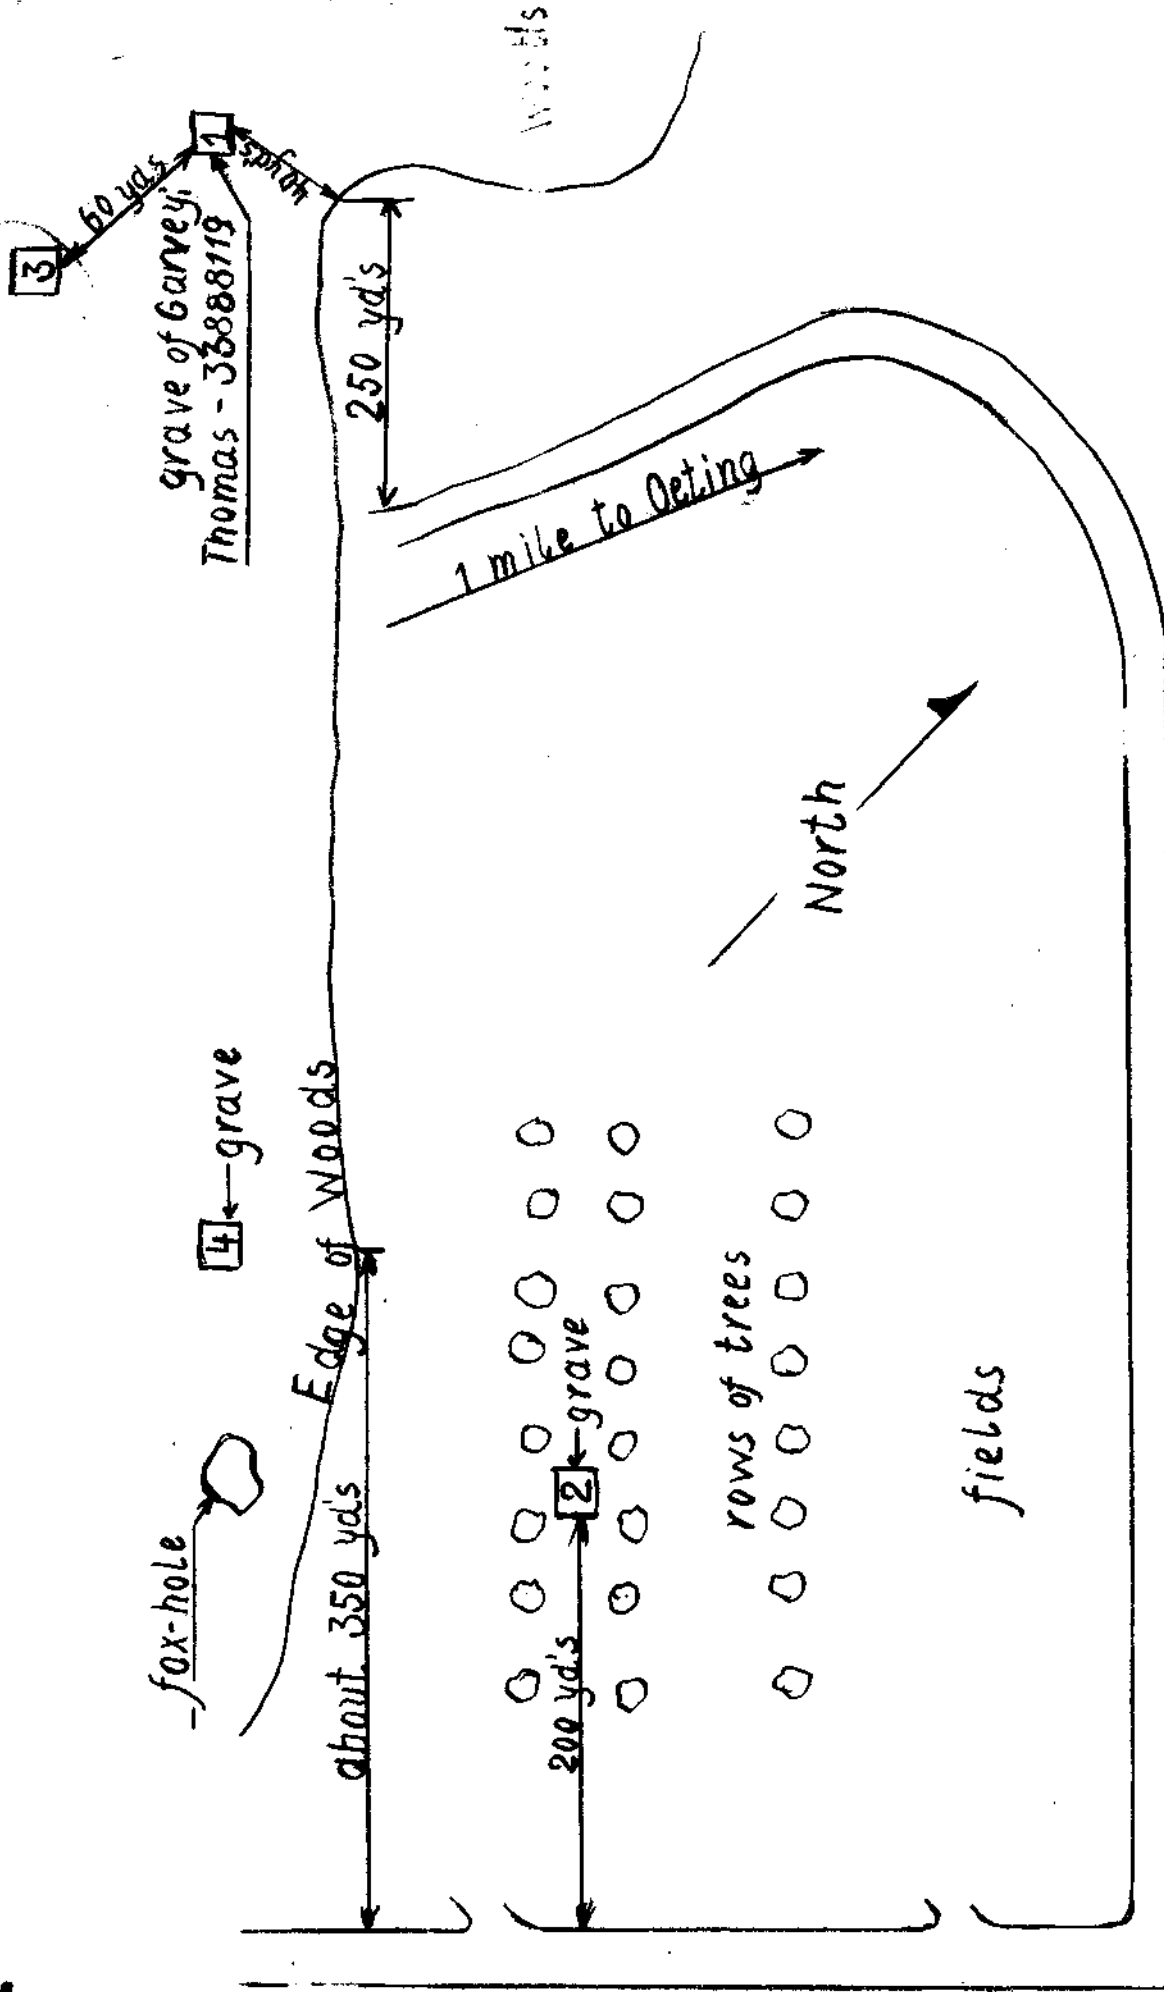 3
60 yds
1
40 yds
grave of Garvey,
Thomas - 33888119
250 yd's
1 mile to Oeting
North
4
grave
Edge of Woods
- fox-hole
about 350 yd's
2
grave
200 yd's
rows of trees
fields